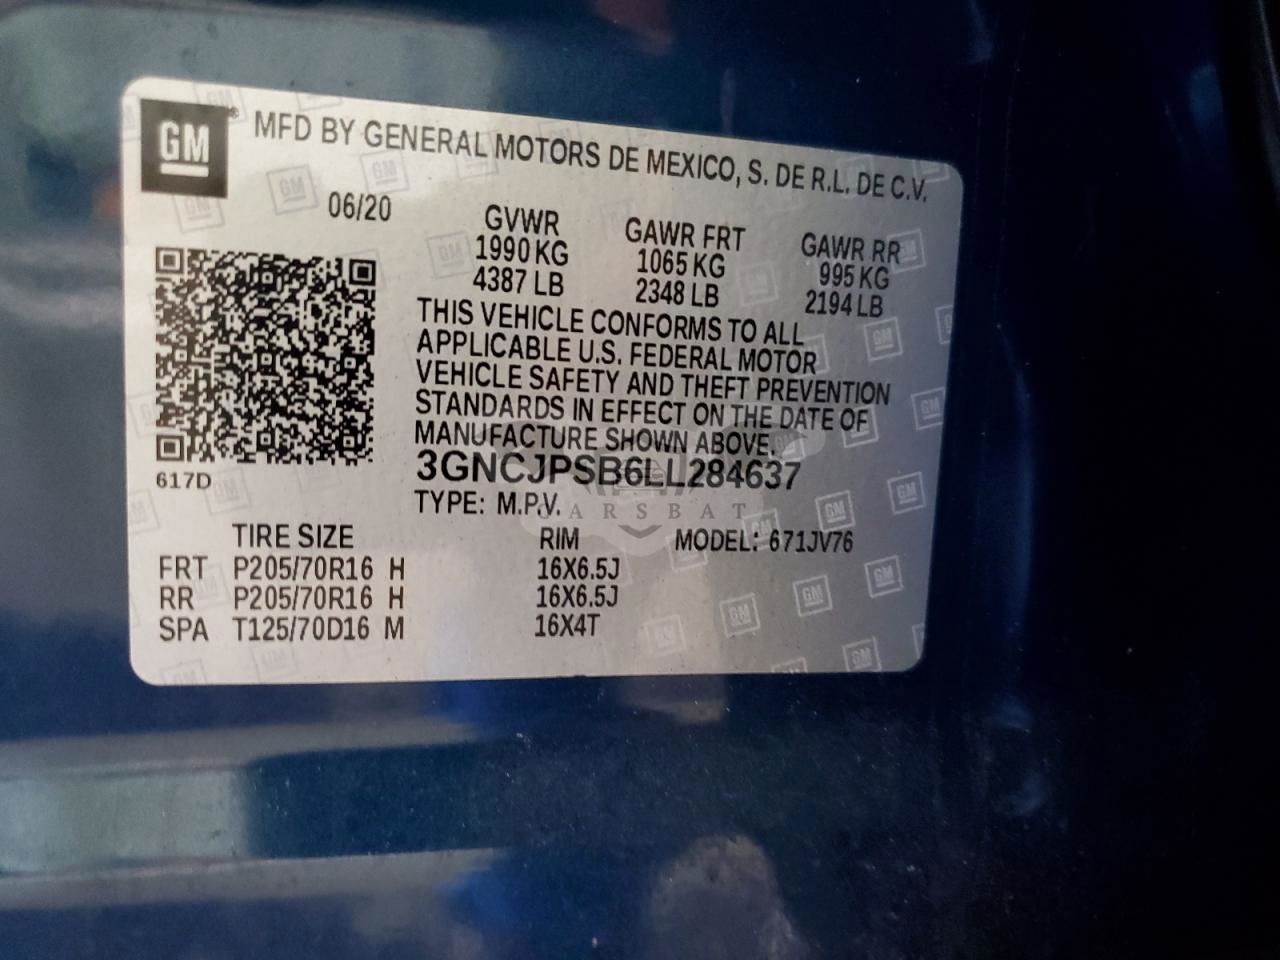 GM
MFD BY GENERAL MOTORS DE MEXICO, S. DE R.L. DE C.V.
06/20
GVWR GAWR FRT GAWR RR
1990 KG 1065 KG 995 KG
4387 LB 2348 LB 2194 LB
THIS VEHICLE CONFORMS TO ALL
APPLICABLE U.S. FEDERAL MOTOR
VEHICLE SAFETY AND THEFT PREVENTION
STANDARDS IN EFFECT ON THE DATE OF
MANUFACTURE SHOWN ABOVE.
617D 3GNCJPSB6LL284637
TYPE: M.P.V.
CARSBAT
TIRE SIZE RIM MODEL: 671JV76
FRT P205/70R16 H 16X6.5J
RR P205/70R16 H 16X6.5J
SPA T125/70D16 M 16X4T